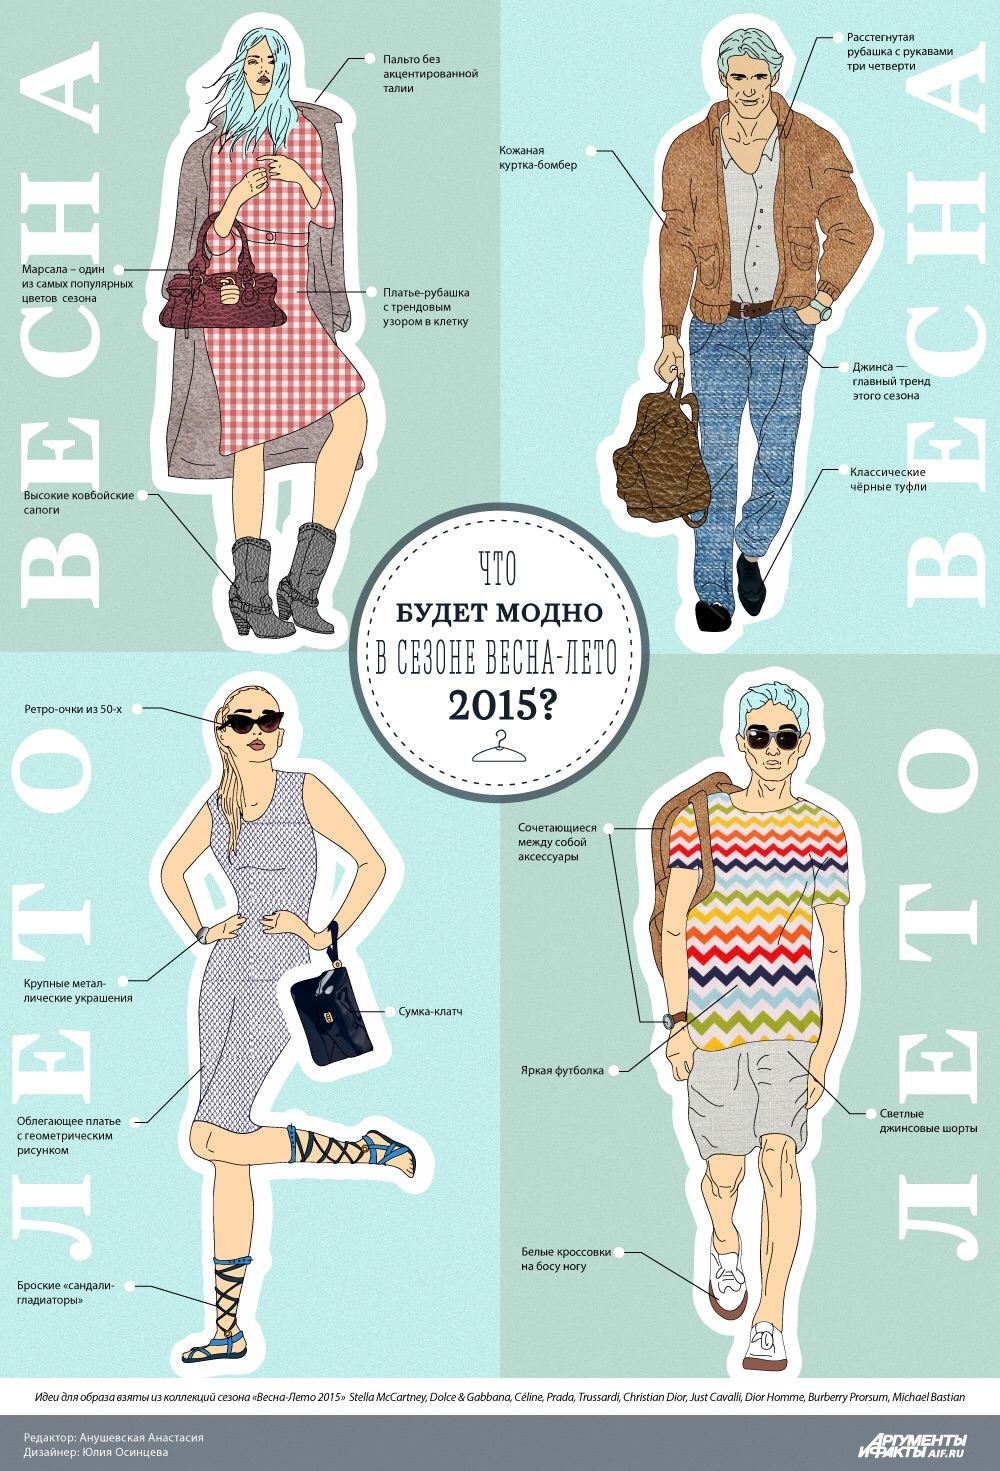 ВЕСНА
Пальто без
акцентированной
талии
Марсала – один
из самых популярных
цветов сезона
Платье-рубашка
с трендовым
узором в клетку
Высокие ковбойские
сапоги
ВЕСНА
Расстегнутая
рубашка с рукавами
три четверти
Кожаная
куртка-бомбер
Джинса —
главный тренд
этого сезона
Классические
чёрные туфли
ЧТО
БУДЕТ МОДНО
В СЕЗОНЕ ВЕСНА-ЛЕТО
2015?
ЛЕТО
Ретро-очки из 50-х
Крупные метал-
лические украшения
Сумка-клатч
Облегающее платье
с геометрическим
рисунком
Броские «сандали-
гладиаторы»
ЛЕТО
Сочетающиеся
между собой
аксессуары
Яркая футболка
Светлые
джинсовые шорты
Белые кроссовки
на босу ногу
Идеи для образа взяты из коллекций сезона «Весна-Лето 2015» Stella McCartney, Dolce & Gabbana, Céline, Prada, Trussardi, Christian Dior, Just Cavalli, Dior Homme, Burberry Prorsum, Michael Bastian
Редактор: Анушевская Анастасия
Дизайнер: Юлия Осинцева
АРГУМЕНТЫ
И ФАКТЫ AIF.RU